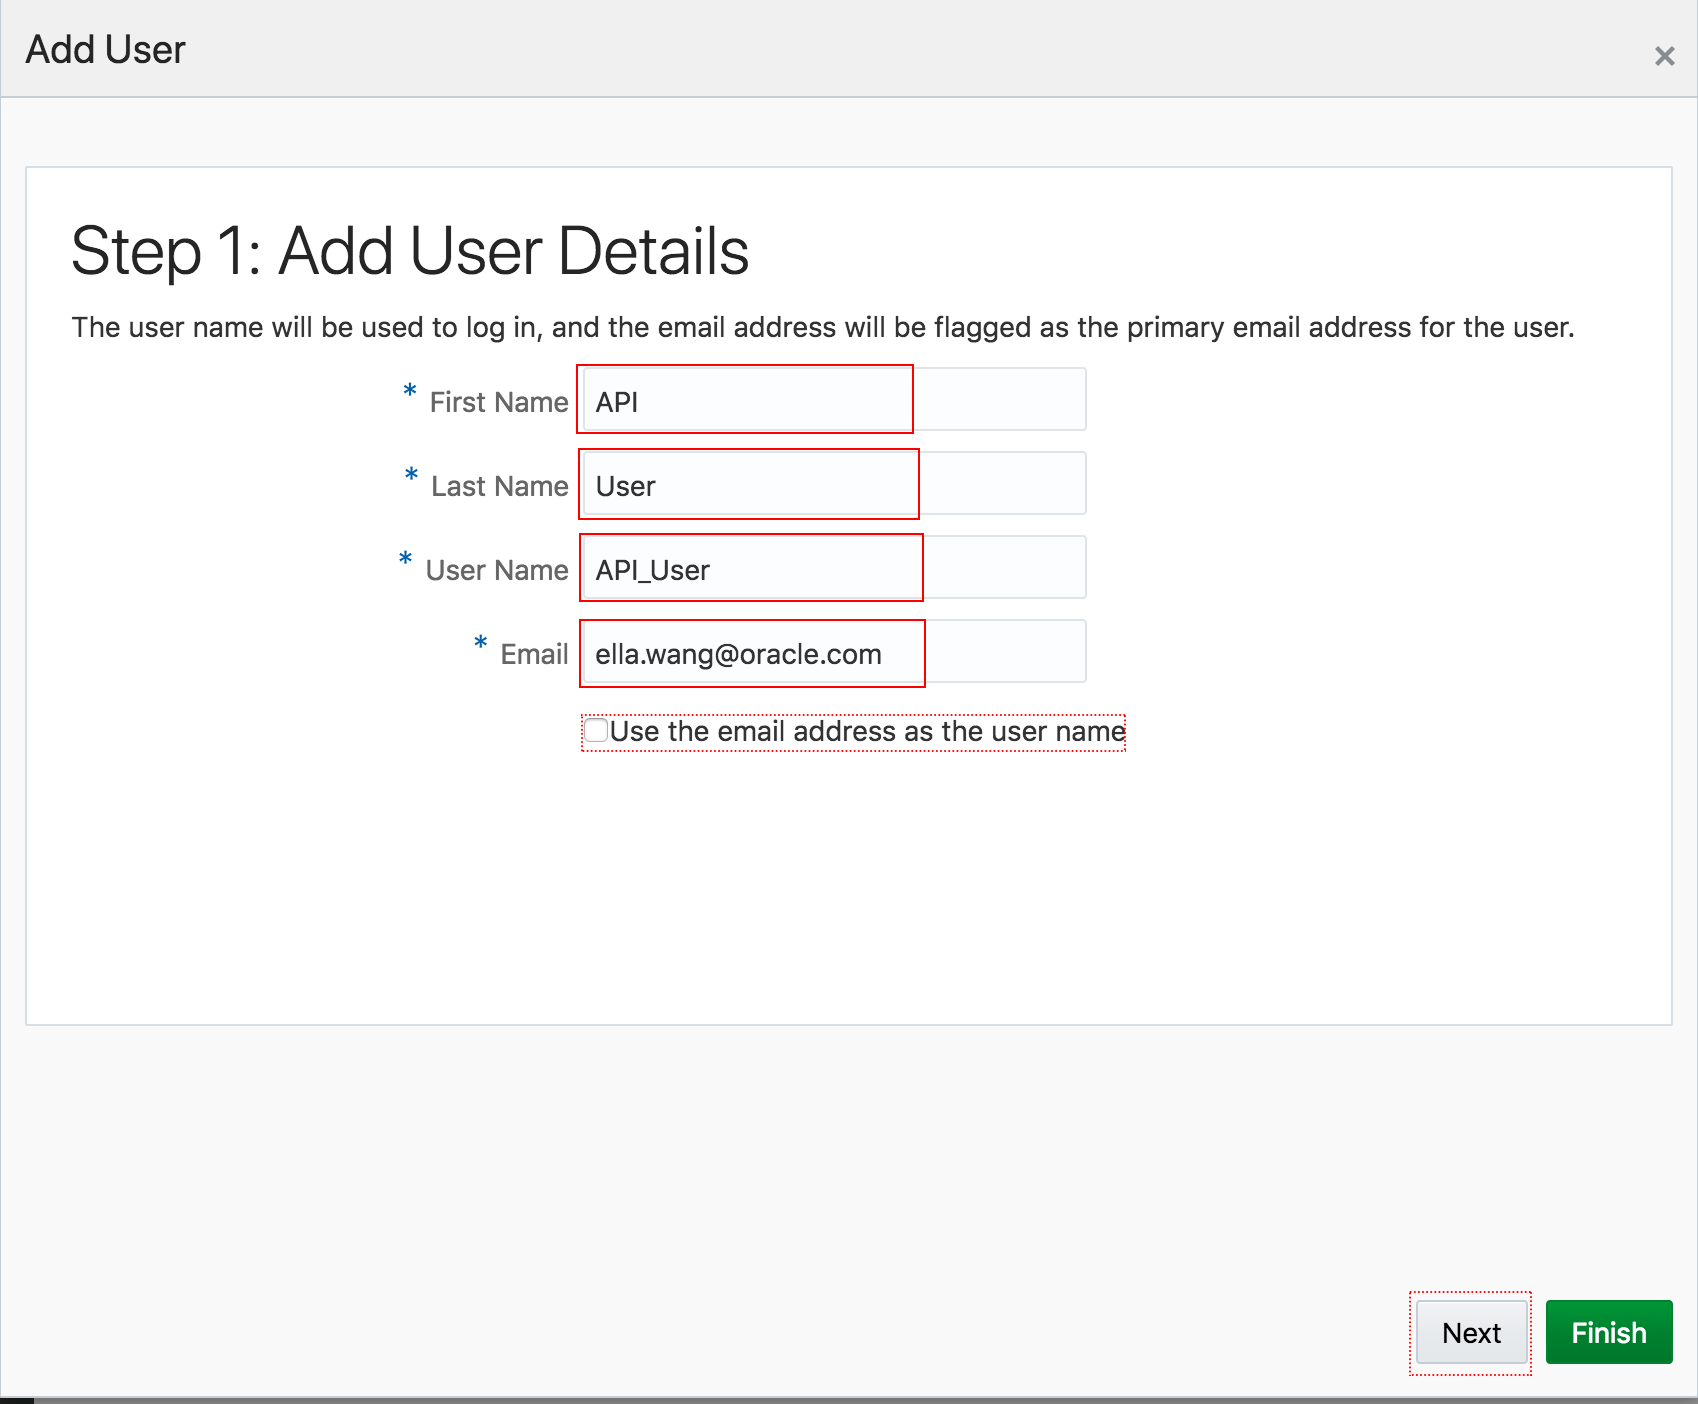 Add User
×
Step 1: Add User Details
The user name will be used to log in, and the email address will be flagged as the primary email address for the user.
* First Name API
* Last Name User
* User Name API_User
* Email ella.wang@oracle.com
Use the email address as the user name
Next Finish